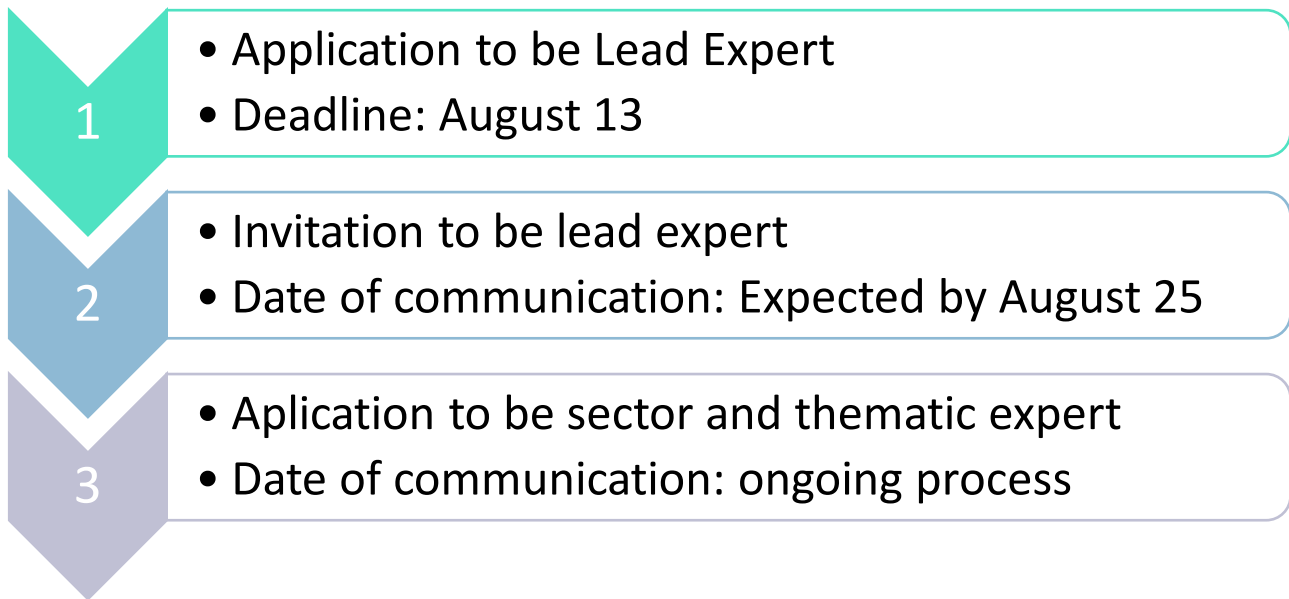 1
• Application to be Lead Expert
• Deadline: August 13
2
• Invitation to be lead expert
• Date of communication: Expected by August 25
3
• Aplication to be sector and thematic expert
• Date of communication: ongoing process